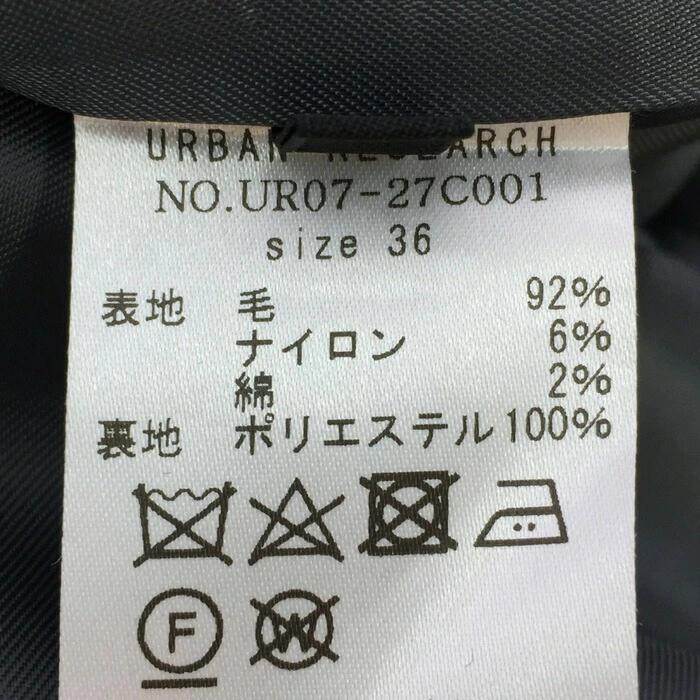 URBAN RESEARCH
NO.UR07-27C001
size 36
表地 毛 92%
ナイロン 6%
綿 2%
裏地 ポリエステル100%
F W